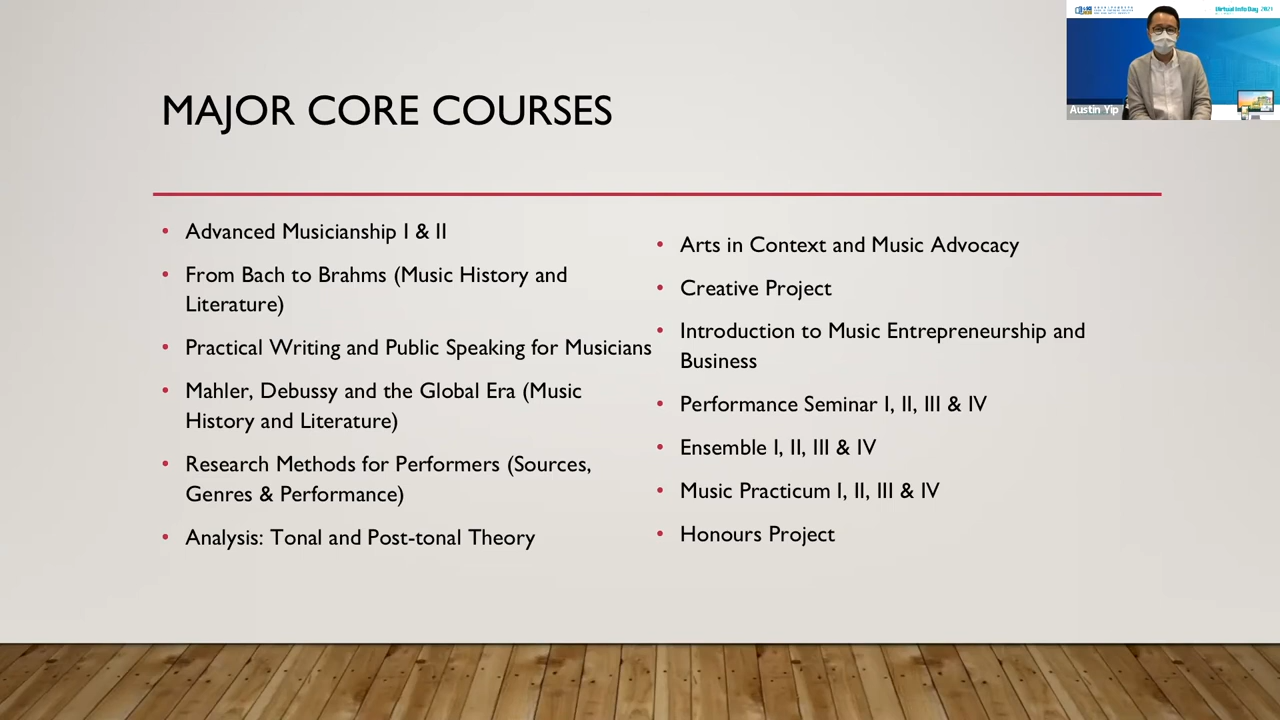 MAJOR CORE COURSES
• Advanced Musicianship I & II
• From Bach to Brahms (Music History and
Literature)
• Practical Writing and Public Speaking for Musicians
• Mahler, Debussy and the Global Era (Music
History and Literature)
• Research Methods for Performers (Sources,
Genres & Performance)
• Analysis: Tonal and Post-tonal Theory
• Arts in Context and Music Advocacy
• Creative Project
• Introduction to Music Entrepreneurship and
Business
• Performance Seminar I, II, III & IV
• Ensemble I, II, III & IV
• Music Practicum I, II, III & IV
• Honours Project
Virtual Info Day 2021
Austin Yip